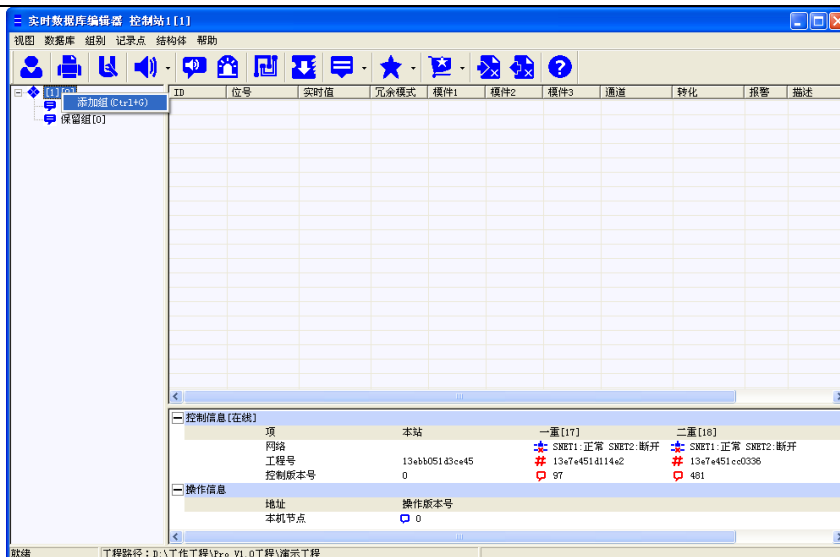 实时数据库编辑器 控制站1[1]
视图 数据库 组别 记录点 结构体 帮助
[1][0]
添加组(Ctrl+G)
保留组[0]
ID 位号 实时值 冗余模式 模件1 模件2 模件3 通道 转化 报警 描述
控制信息[在线]
项 本站 一重[17] 二重[18]
网络 SNET1:正常 SNET2:断开 SNET1:正常 SNET2:断开
工程号 13ebb051d3ce45 13e7e451d114e2 13e7e451cc0336
控制版本号 0 97 481
操作信息
地址 操作版本号
本机节点 0
就绪 工程路径:D:\工作工程\Pro V1.0工程\演示工程